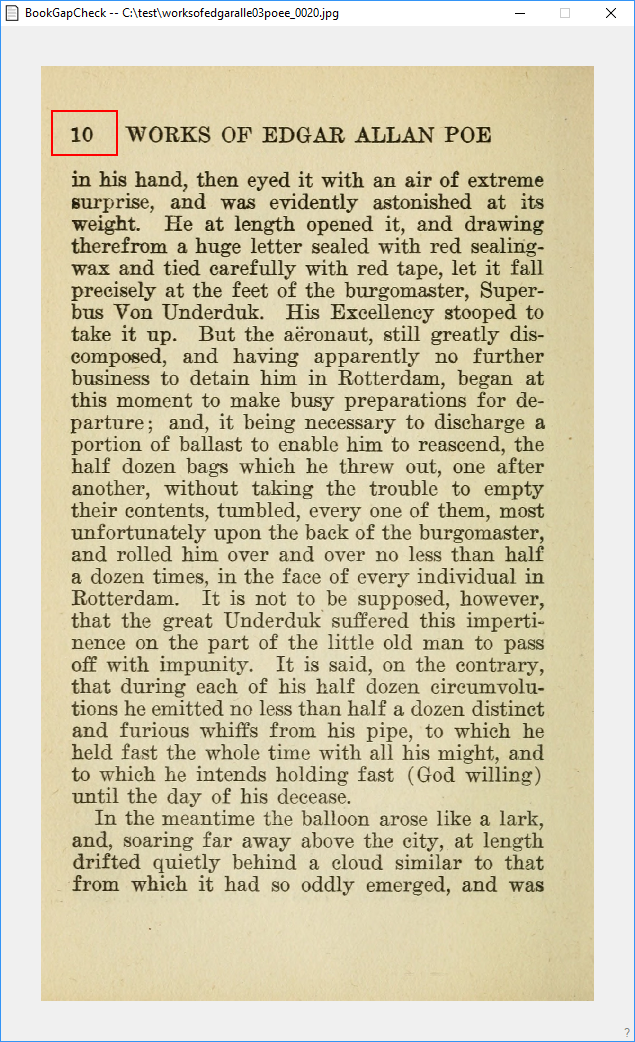 BookGapCheck -- C:\test\worksofedgaralle03poee_0020.jpg
10 WORKS OF EDGAR ALLAN POE
in his hand, then eyed it with an air of extreme
surprise, and was evidently astonished at its
weight. He at length opened it, and drawing
therefrom a huge letter sealed with red sealing-
wax and tied carefully with red tape, let it fall
precisely at the feet of the burgomaster, Super-
bus Von Underduk. His Excellency stooped to
take it up. But the aëronaut, still greatly dis-
composed, and having apparently no further
business to detain him in Rotterdam, began at
this moment to make busy preparations for de-
parture; and, it being necessary to discharge a
portion of ballast to enable him to reascend, the
half dozen bags which he threw out, one after
another, without taking the trouble to empty
their contents, tumbled, every one of them, most
unfortunately upon the back of the burgomaster,
and rolled him over and over no less than half
a dozen times, in the face of every individual in
Rotterdam. It is not to be supposed, however,
that the great Underduk suffered this imperti-
nence on the part of the little old man to pass
off with impunity. It is said, on the contrary,
that during each of his half dozen circumvolu-
tions he emitted no less than half a dozen distinct
and furious whiffs from his pipe, to which he
held fast the whole time with all his might, and
to which he intends holding fast (God willing)
until the day of his decease.
In the meantime the balloon arose like a lark,
and, soaring far away above the city, at length
drifted quietly behind a cloud similar to that
from which it had so oddly emerged, and was
?